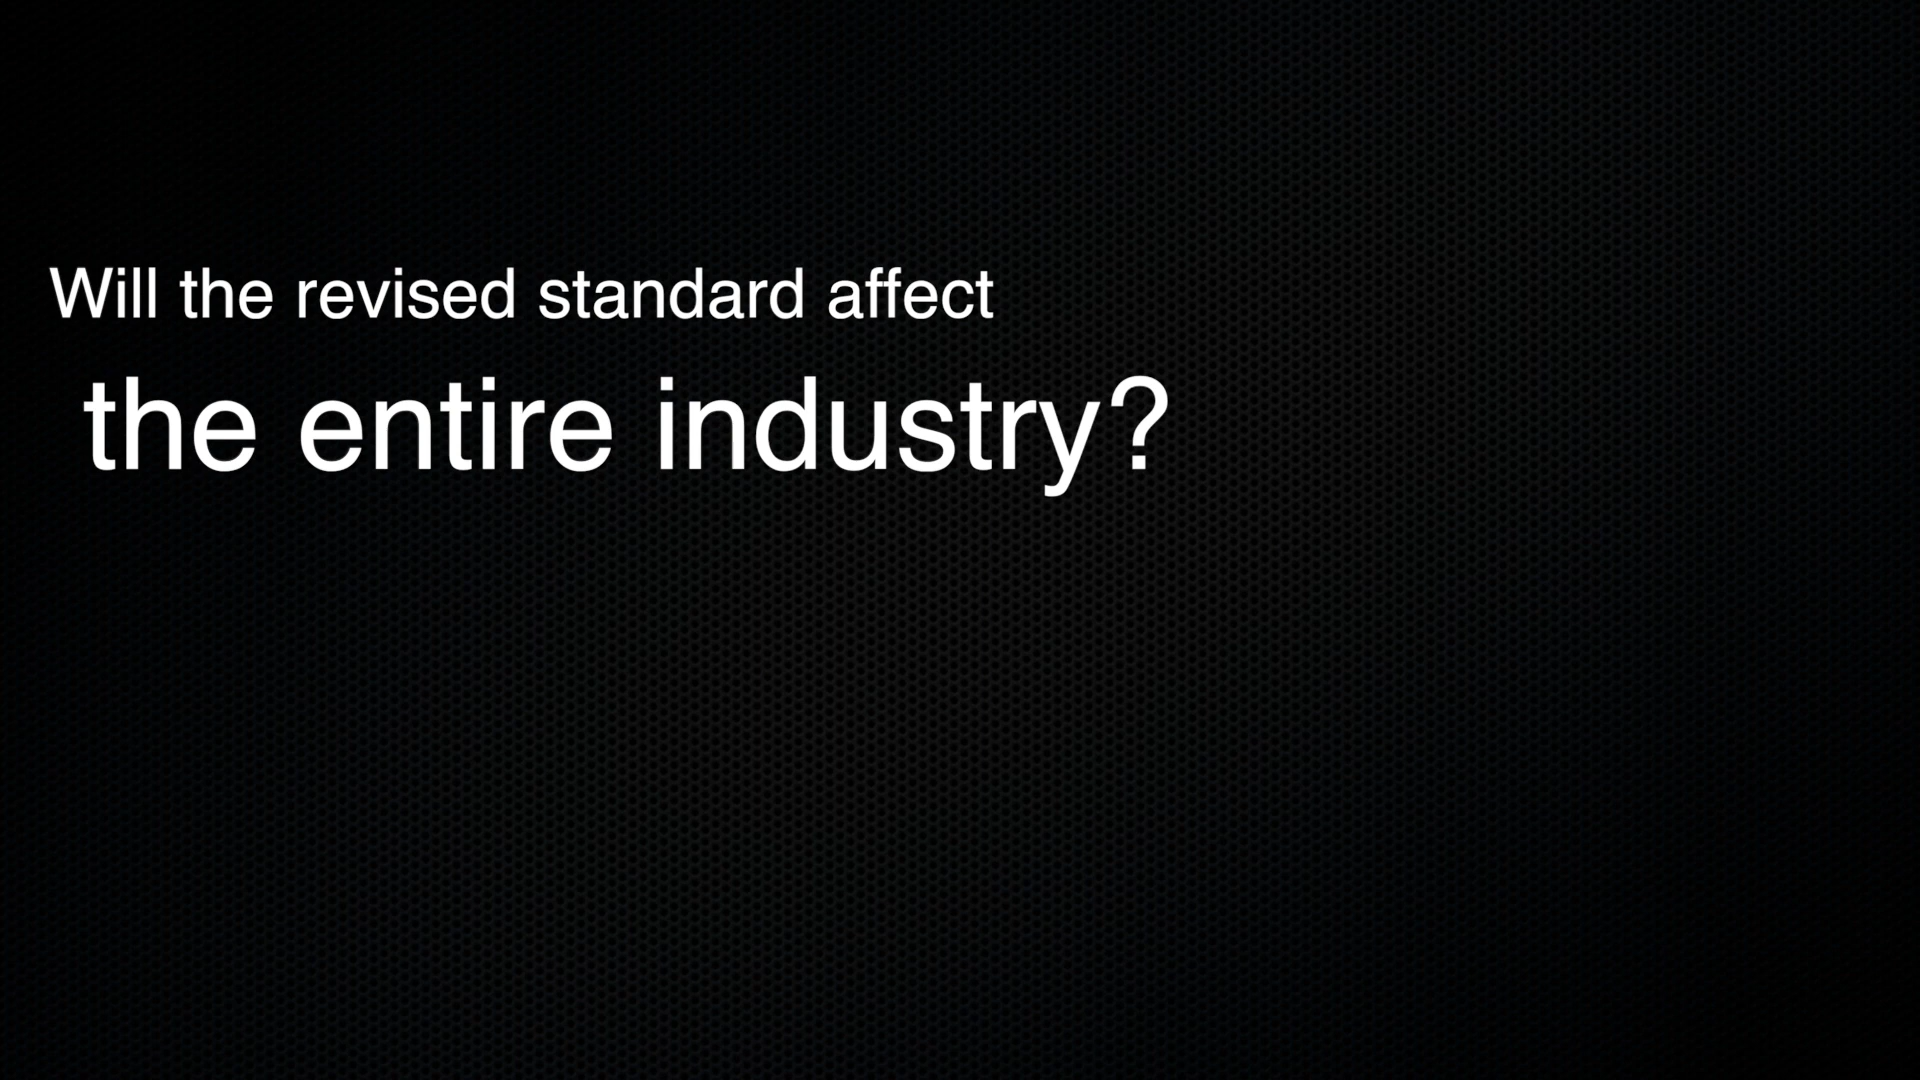 Will the revised standard affect
the entire industry?